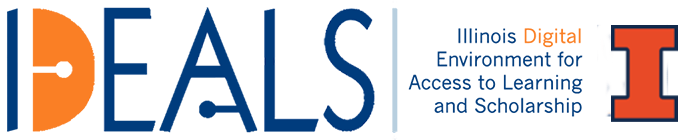 IDEALS
Illinois Digital
Environment for
Access to Learning
and Scholarship
I